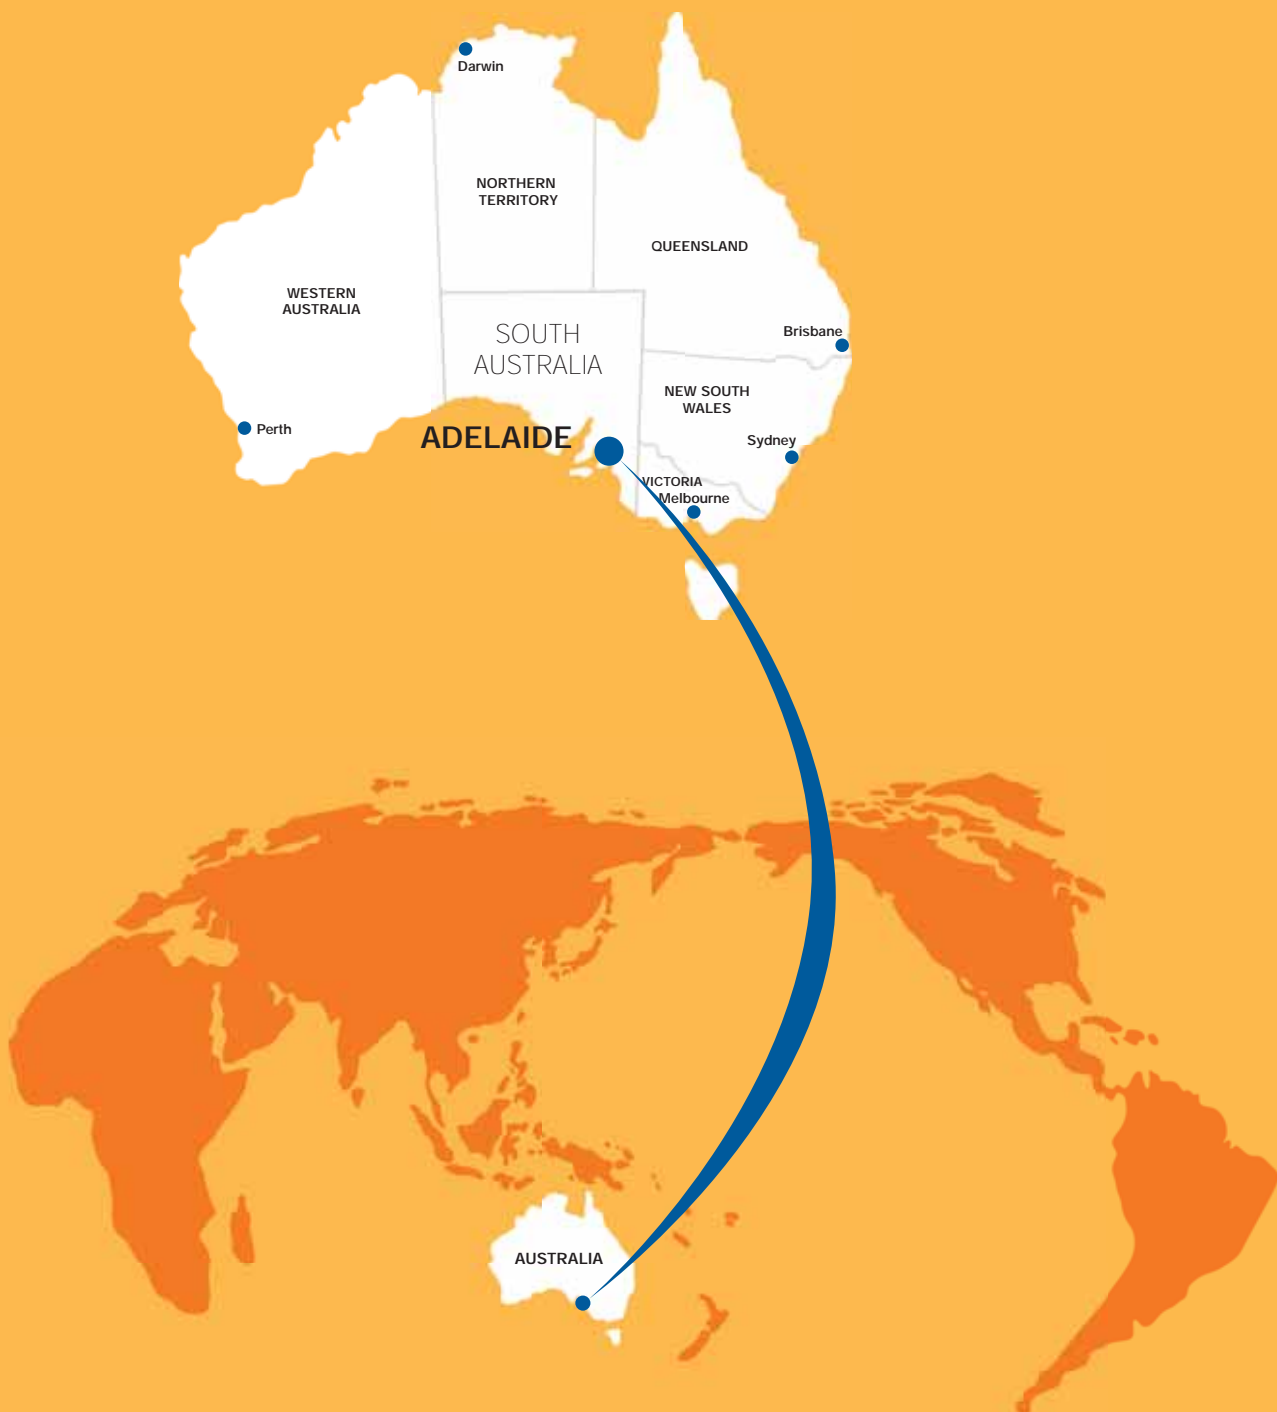 Darwin
NORTHERN
TERRITORY
QUEENSLAND
WESTERN
AUSTRALIA
SOUTH
AUSTRALIA
Brisbane
NEW SOUTH
WALES
Perth
ADELAIDE
Sydney
VICTORIA
Melbourne
AUSTRALIA